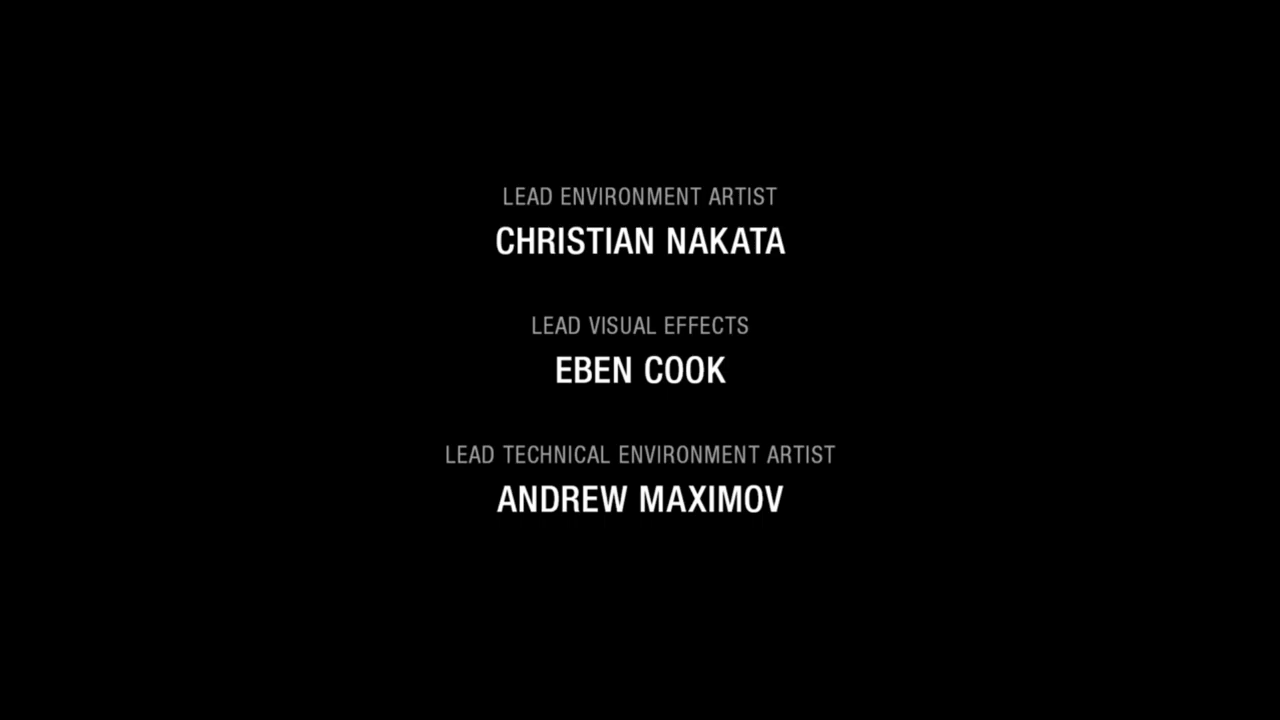 LEAD ENVIRONMENT ARTIST
CHRISTIAN NAKATA
LEAD VISUAL EFFECTS
EBEN COOK
LEAD TECHNICAL ENVIRONMENT ARTIST
ANDREW MAXIMOV